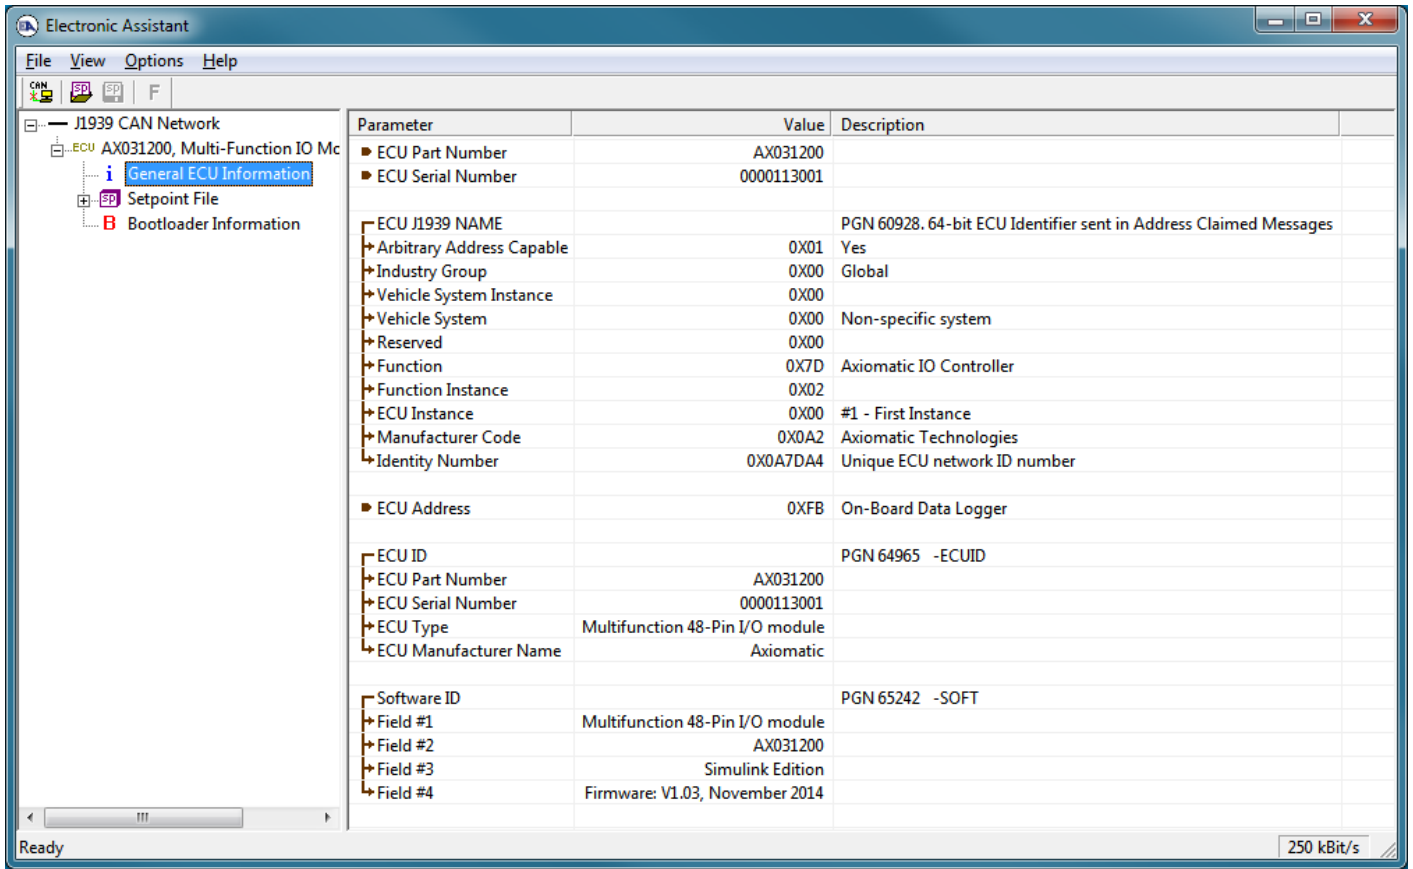 Electronic Assistant
File View Options Help
CAN SP SP F
J1939 CAN Network
ECU AX031200, Multi-Function IO Mc
i General ECU Information
SP Setpoint File
B Bootloader Information
Parameter Value Description
ECU Part Number AX031200
ECU Serial Number 0000113001
ECU J1939 NAME PGN 60928. 64-bit ECU Identifier sent in Address Claimed Messages
Arbitrary Address Capable 0X01 Yes
Industry Group 0X00 Global
Vehicle System Instance 0X00
Vehicle System 0X00 Non-specific system
Reserved 0X00
Function 0X7D Axiomatic IO Controller
Function Instance 0X02
ECU Instance 0X00 #1 - First Instance
Manufacturer Code 0X0A2 Axiomatic Technologies
Identity Number 0X0A7DA4 Unique ECU network ID number
ECU Address 0XFB On-Board Data Logger
ECU ID PGN 64965 -ECUID
ECU Part Number AX031200
ECU Serial Number 0000113001
ECU Type Multifunction 48-Pin I/O module
ECU Manufacturer Name Axiomatic
Software ID PGN 65242 -SOFT
Field #1 Multifunction 48-Pin I/O module
Field #2 AX031200
Field #3 Simulink Edition
Field #4 Firmware: V1.03, November 2014
Ready 250 kBit/s